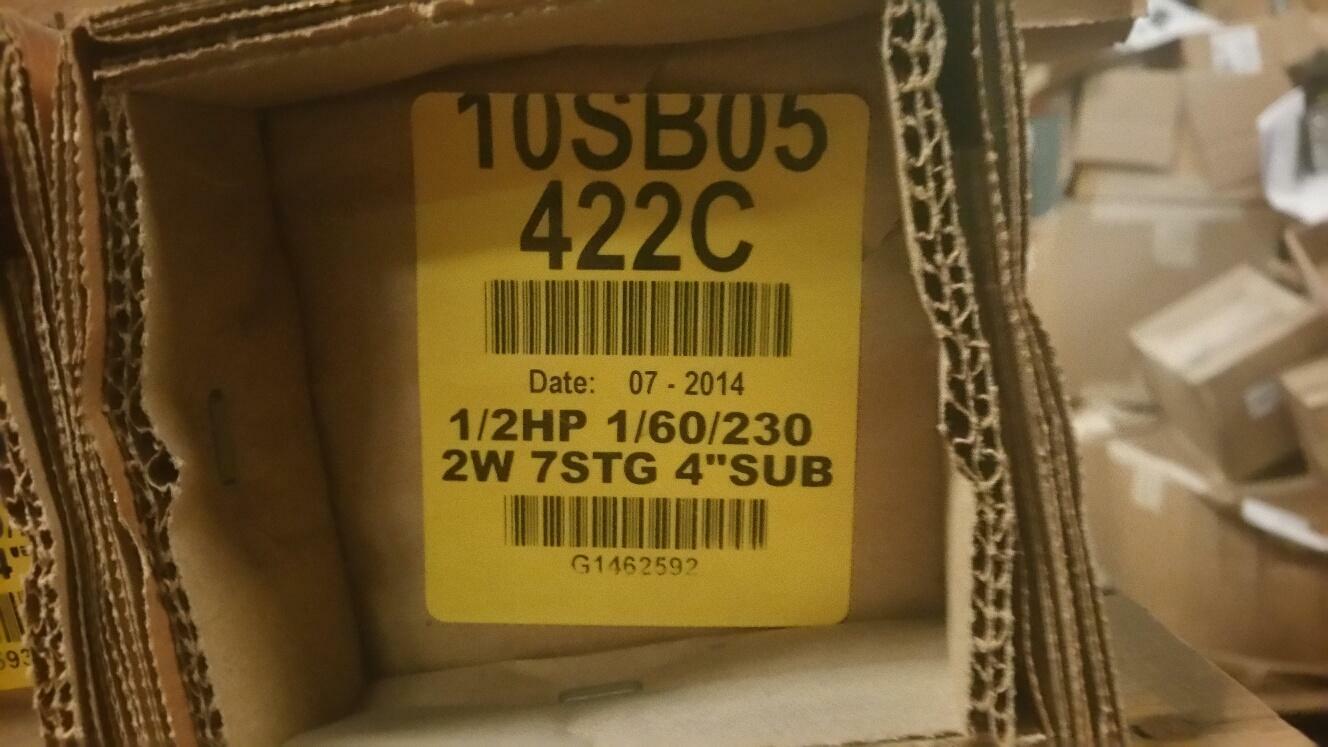 10SB05
422C
Date: 07 - 2014
1/2HP 1/60/230
2W 7STG 4"SUB
G1462592